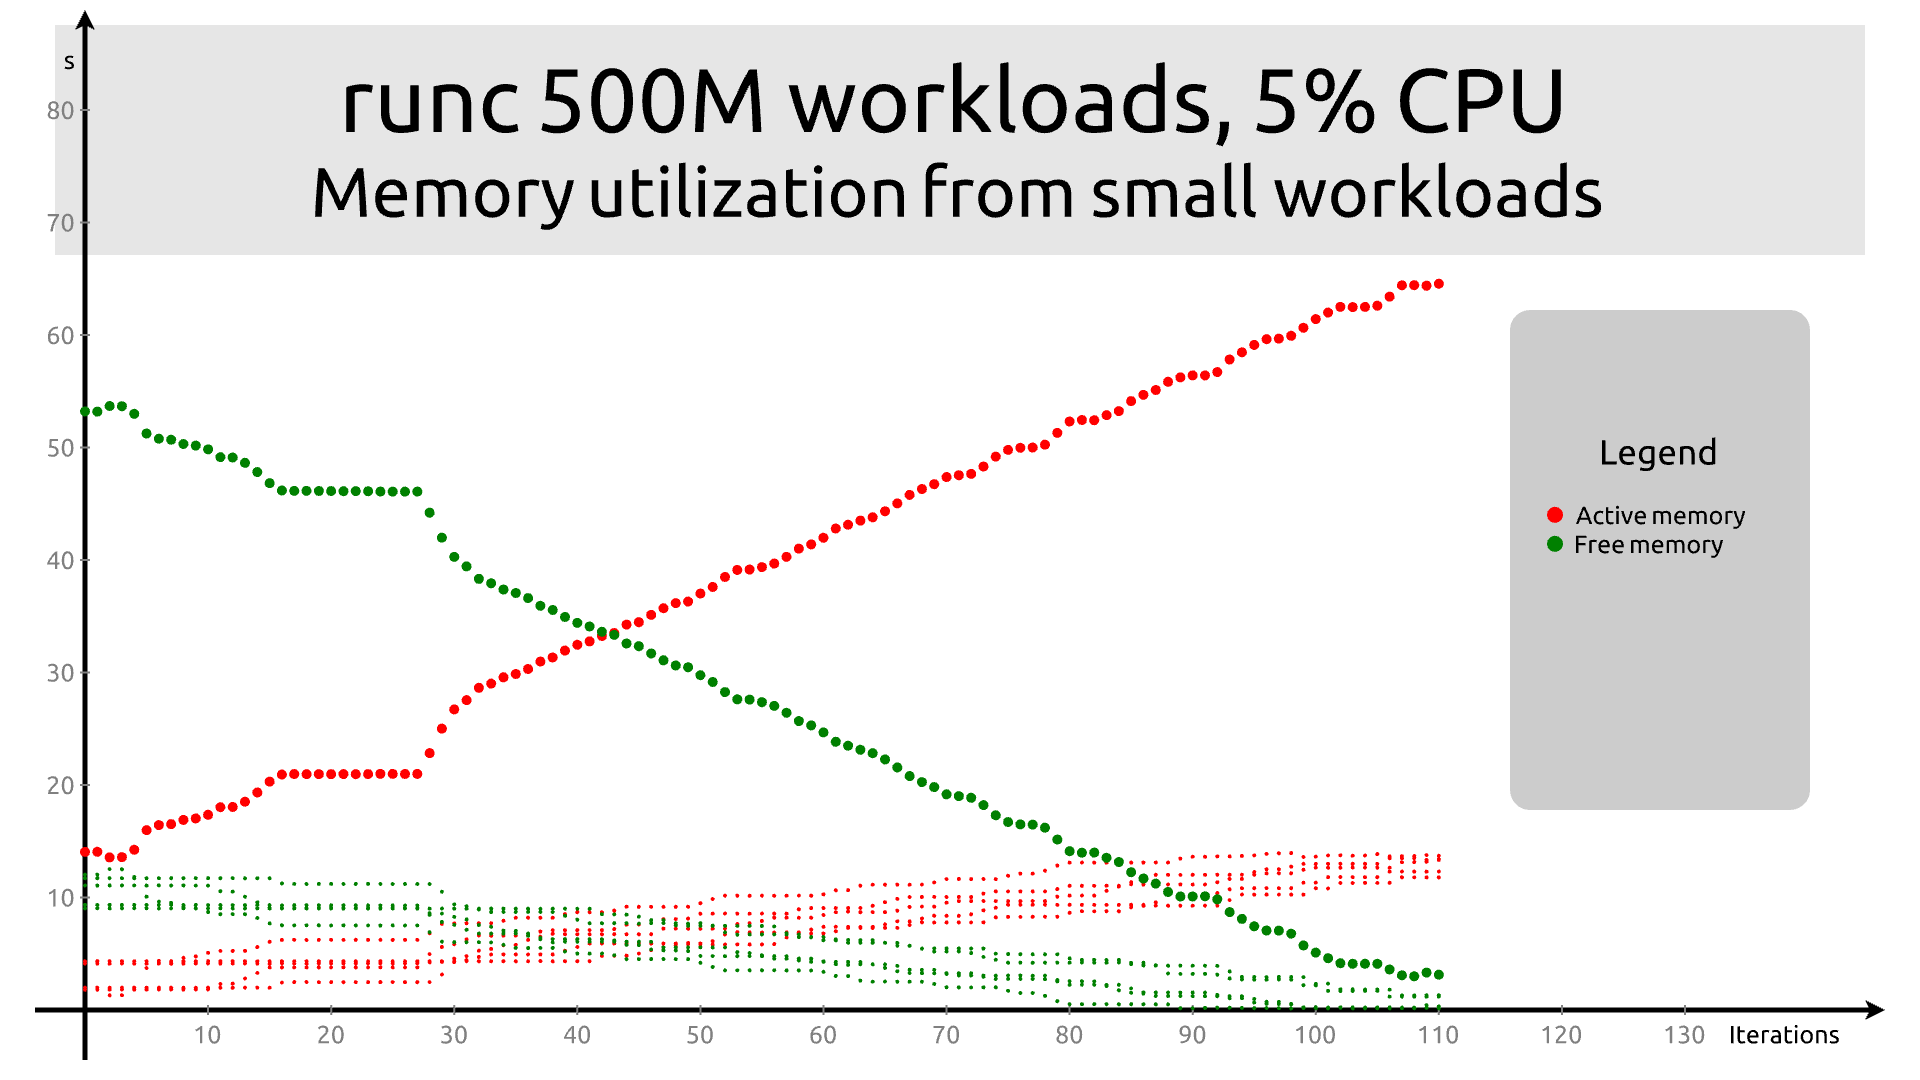 runc 500M workloads, 5% CPU
Memory utilization from small workloads
s
80
70
60
50
40
30
20
10
Legend
Active memory
Free memory
10 20 30 40 50 60 70 80 90 100 110 120 130 Iterations